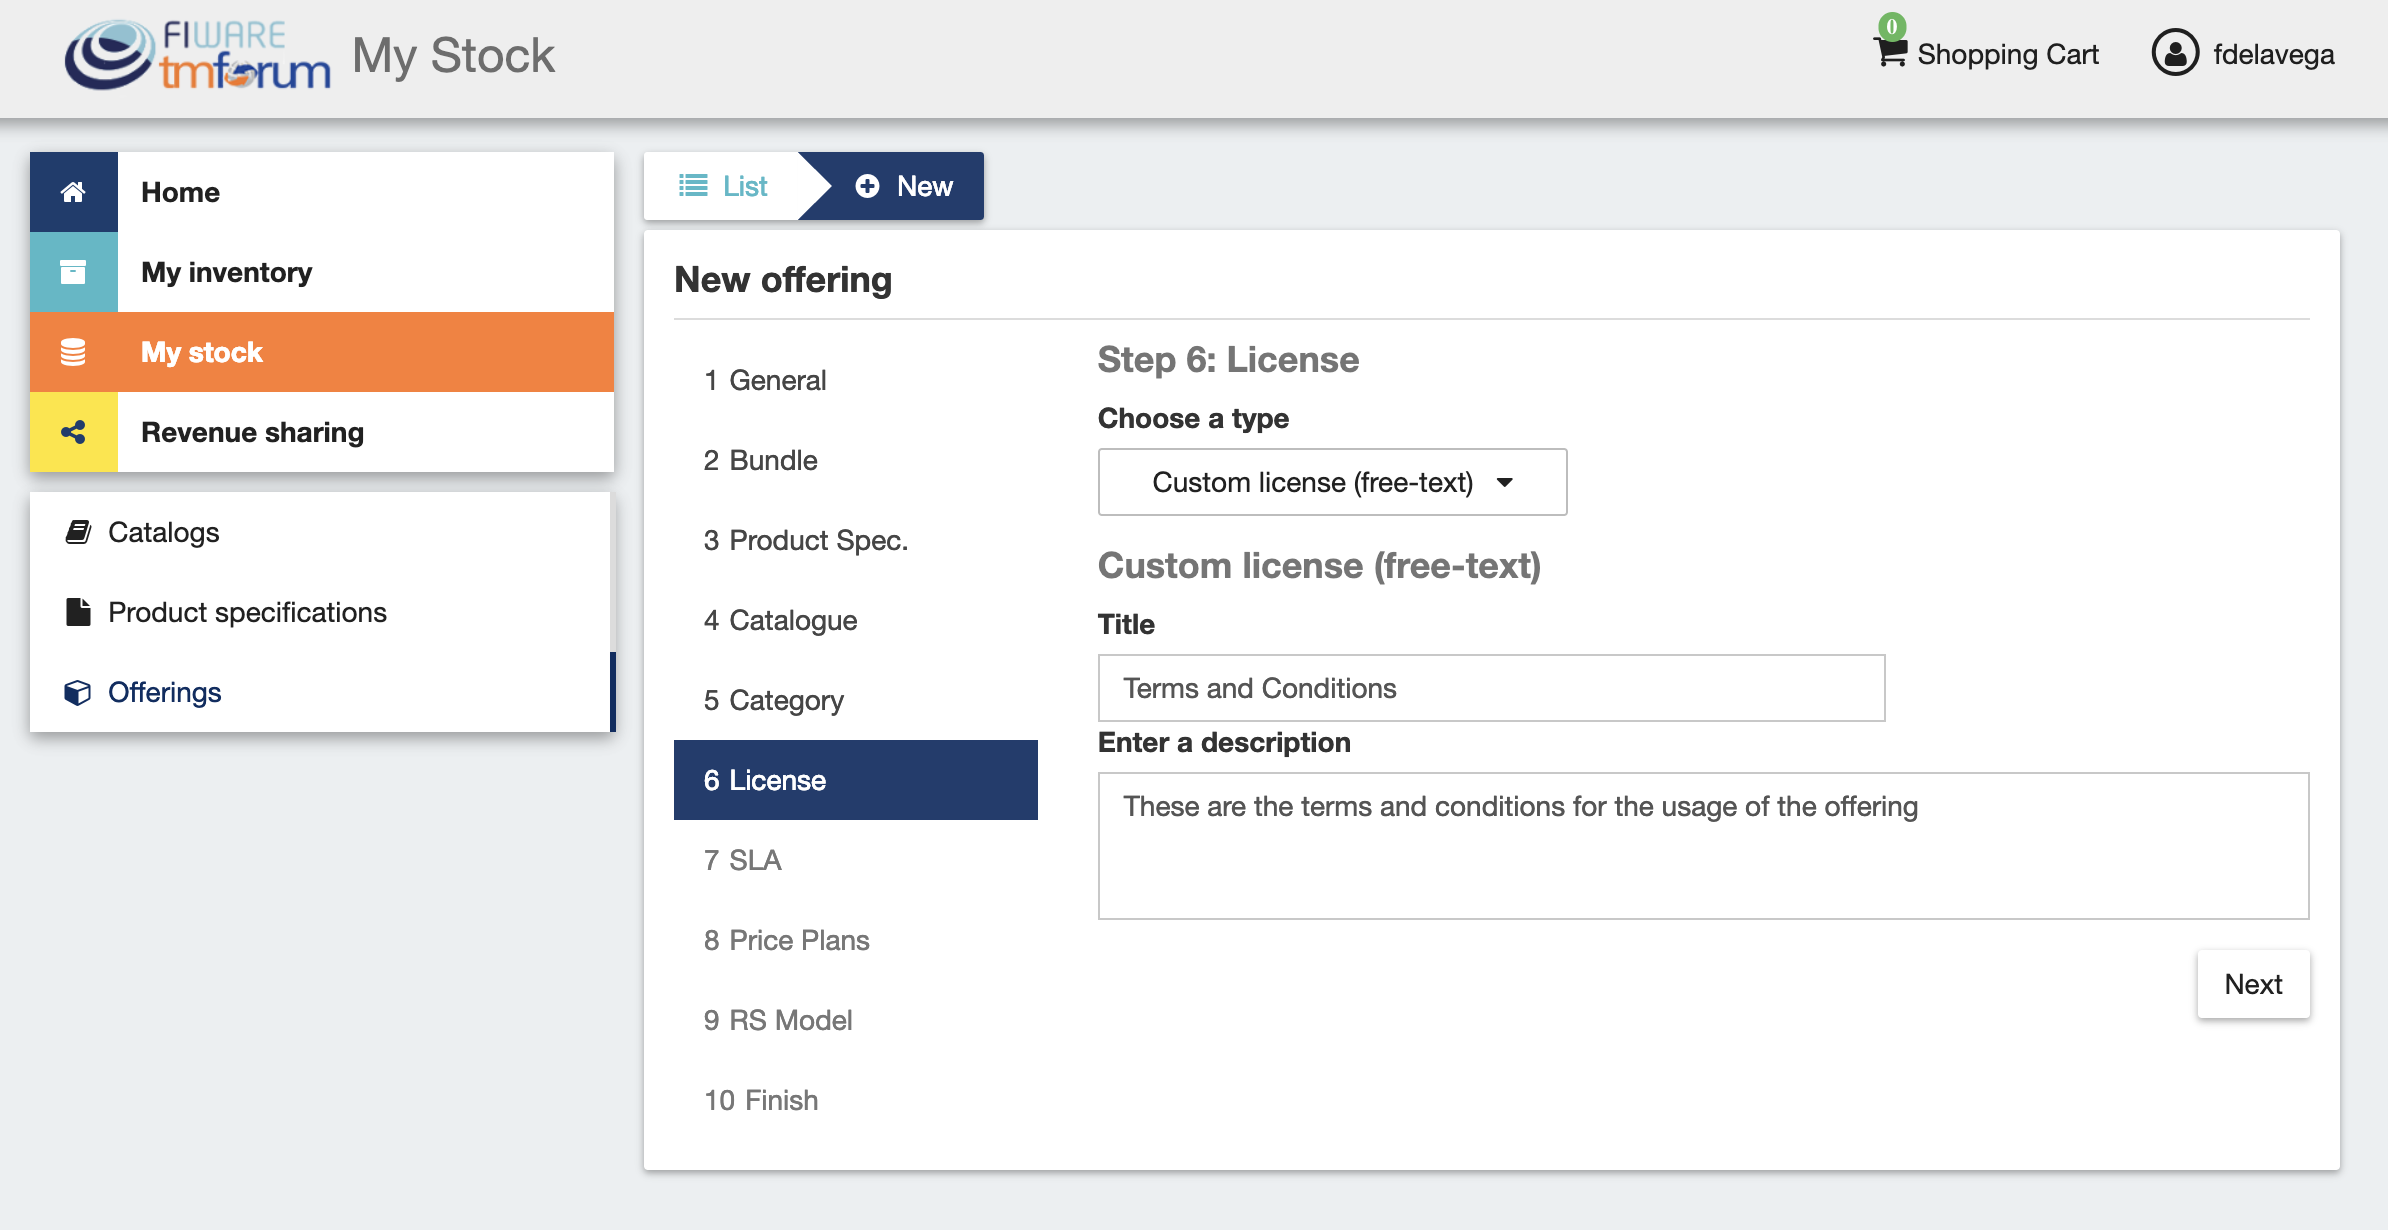 FIWARE
tmforum
My Stock
0
Shopping Cart
fdelavega
Home
My inventory
My stock
Revenue sharing
Catalogs
Product specifications
Offerings
List
New
New offering
1 General
2 Bundle
3 Product Spec.
4 Catalogue
5 Category
6 License
7 SLA
8 Price Plans
9 RS Model
10 Finish
Step 6: License
Choose a type
Custom license (free-text)
Custom license (free-text)
Title
Terms and Conditions
Enter a description
These are the terms and conditions for the usage of the offering
Next